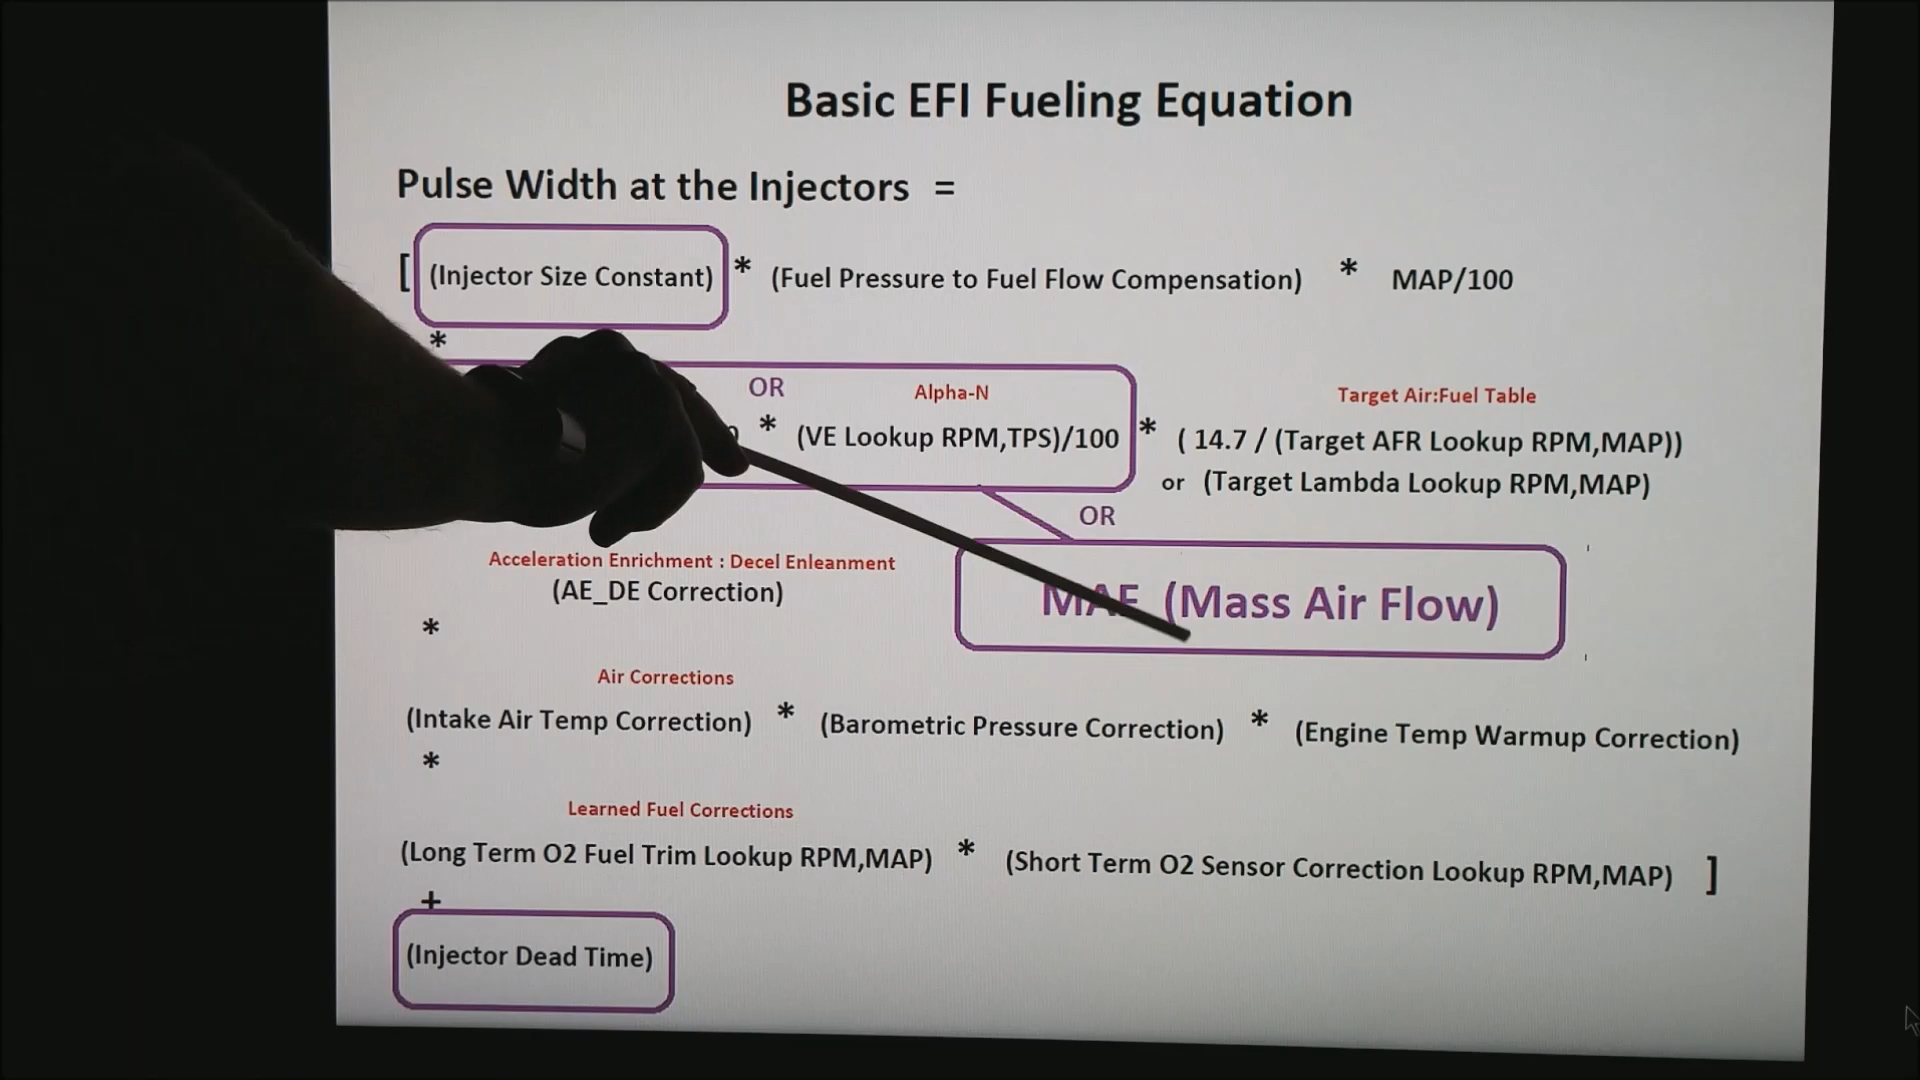 Basic EFI Fueling Equation
Pulse Width at the Injectors =
[ (Injector Size Constant) * (Fuel Pressure to Fuel Flow Compensation) * MAP/100
*
OR Alpha-N Target Air:Fuel Table
* (VE Lookup RPM,TPS)/100 * ( 14.7 / (Target AFR Lookup RPM,MAP))
or (Target Lambda Lookup RPM,MAP)
OR
Acceleration Enrichment : Decel Enleanment
(AE_DE Correction)
MAF (Mass Air Flow)
*
Air Corrections
(Intake Air Temp Correction) * (Barometric Pressure Correction) * (Engine Temp Warmup Correction)
*
Learned Fuel Corrections
(Long Term O2 Fuel Trim Lookup RPM,MAP) * (Short Term O2 Sensor Correction Lookup RPM,MAP) ]
+
(Injector Dead Time)